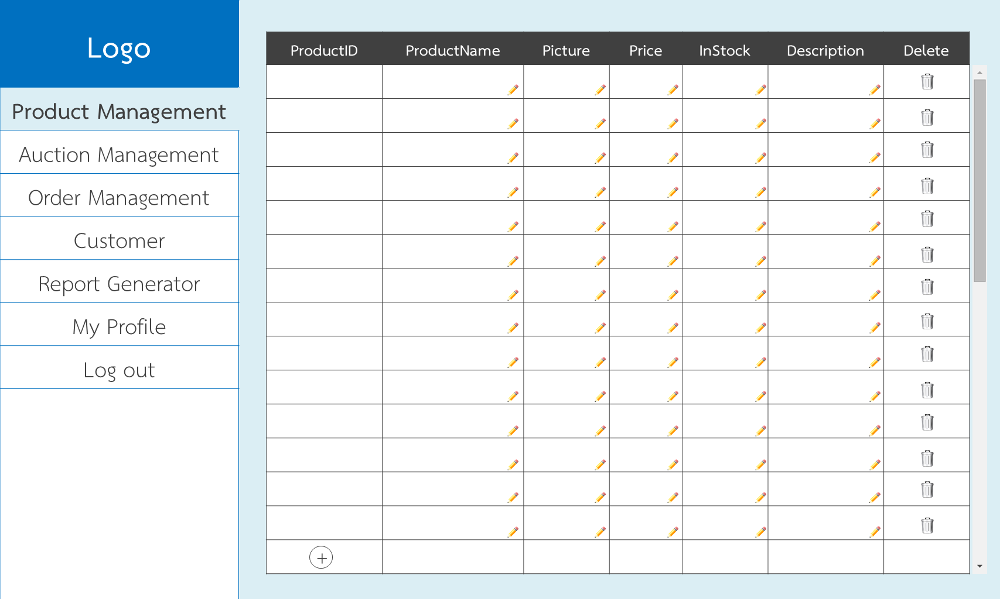 Logo
Product Management
Auction Management
Order Management
Customer
Report Generator
My Profile
Log out
ProductID ProductName Picture Price InStock Description Delete
+